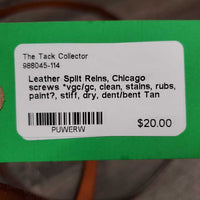 The Tack Collector
988045-114
Leather Split Reins, Chicago
screws *vgc/gc, clean, stains, rubs,
paint?, stiff, dry, dent/bent Tan
$20.00
PUWERW